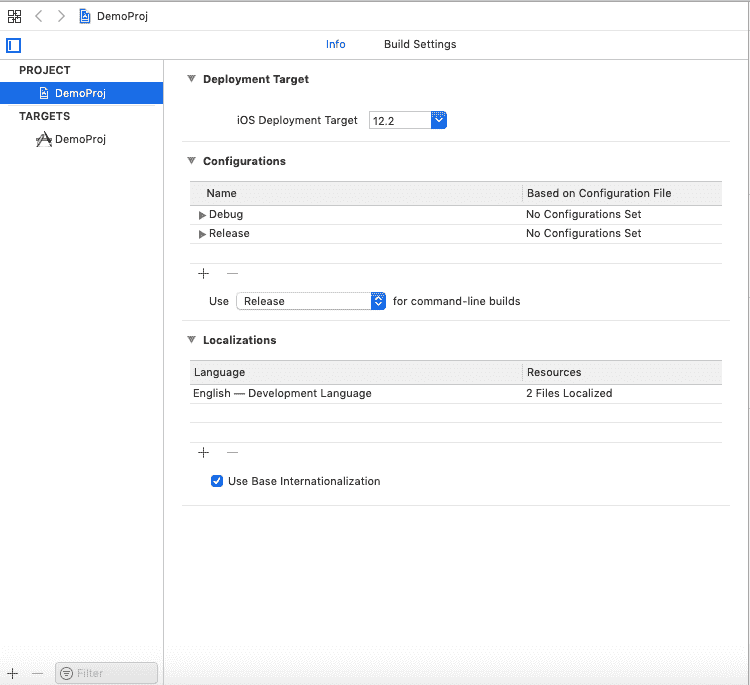 DemoProj
Info Build Settings
PROJECT
DemoProj
TARGETS
DemoProj
Deployment Target
iOS Deployment Target 12.2
Configurations
Name Based on Configuration File
Debug No Configurations Set
Release No Configurations Set
Use Release for command-line builds
Localizations
Language Resources
English — Development Language 2 Files Localized
Use Base Internationalization
Filter